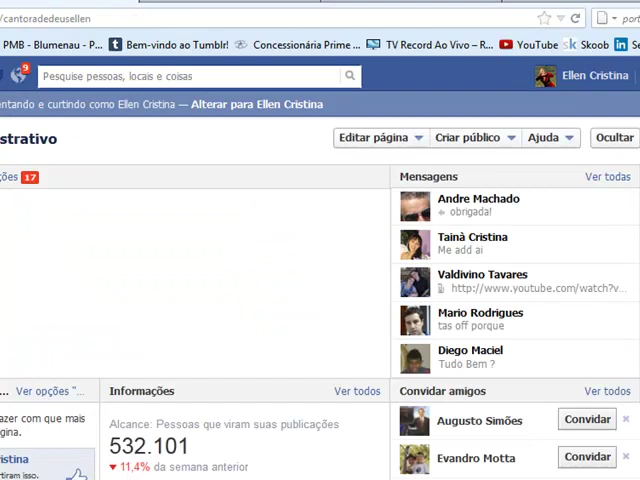 /cantoradedeusellen
PMB - Blumenau - P... Bem-vindo ao Tumblr! Concessionária Prime ... TV Record Ao Vivo – R... YouTube Skoob Se
9
Pesquise pessoas, locais e coisas
Ellen Cristina
entando e curtindo como Ellen Cristina — Alterar para Ellen Cristina
strativo
Editar página Criar público Ajuda Ocultar
ções 17
Mensagens Ver todas
Andre Machado
obrigada!
Tainà Cristina
Me add ai
Valdivino Tavares
http://www.youtube.com/watch?v...
Mario Rodrigues
tas off porque
Diego Maciel
Tudo Bem ?
... Ver opções "...
azer com que mais
gina.
istina
rtiram isso.
Informações Ver todos
Alcance: Pessoas que viram suas publicações
532.101
11,4% da semana anterior
Convidar amigos Ver todos
Augusto Simões Convidar
Evandro Motta Convidar